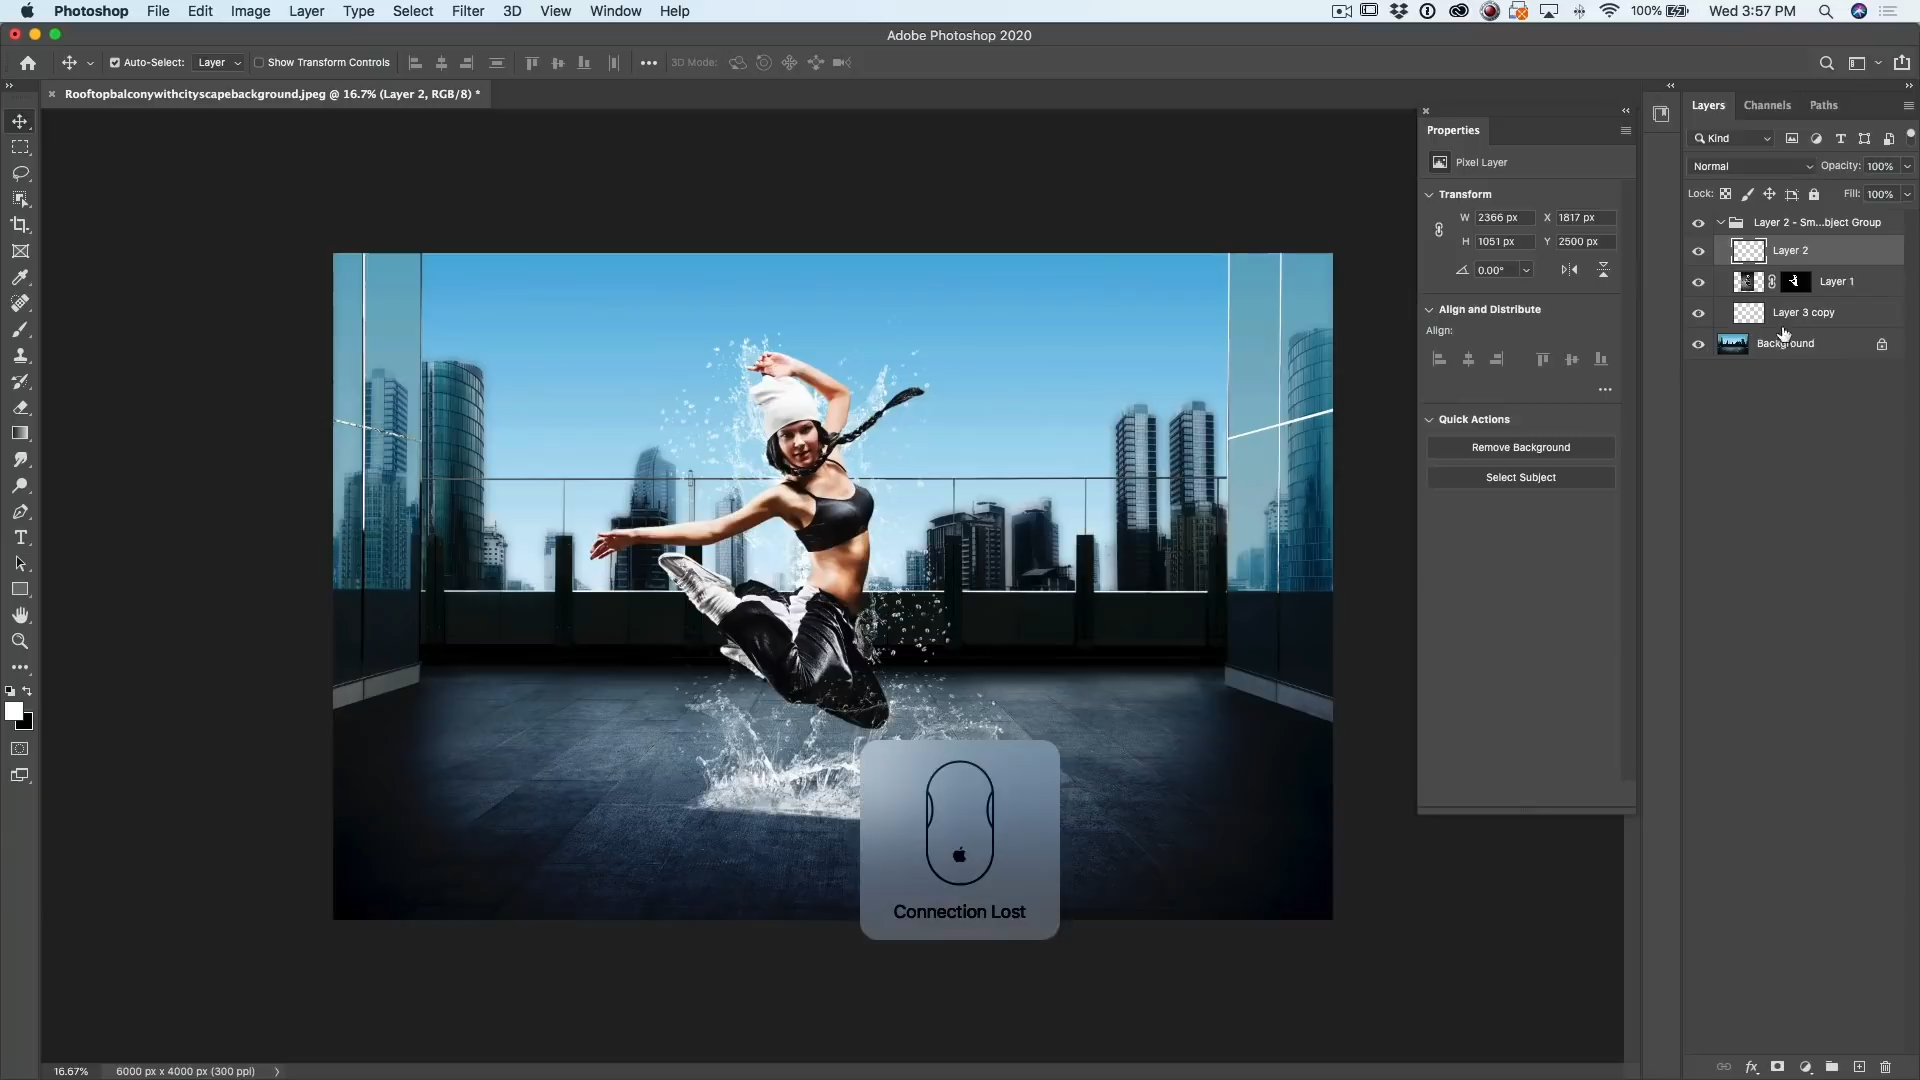 Photoshop File Edit Image Layer Type Select Filter 3D View Window Help 100% Wed 3:57 PM
Adobe Photoshop 2020
Auto-Select: Layer Show Transform Controls 3D Mode:
Rooftopbalconywithcityscapebackground.jpeg @ 16.7% (Layer 2, RGB/8) *
Properties
Pixel Layer
Transform
W 2366 px X 1817 px
H 1051 px Y 2500 px
0.00°
Align and Distribute
Align:
Quick Actions
Remove Background
Select Subject
Layers Channels Paths
Kind
Normal Opacity: 100%
Lock: Fill: 100%
Layer 2 - Sm...bject Group
Layer 2
Layer 1
Layer 3 copy
Background
Connection Lost
16.67% 6000 px x 4000 px (300 ppi)